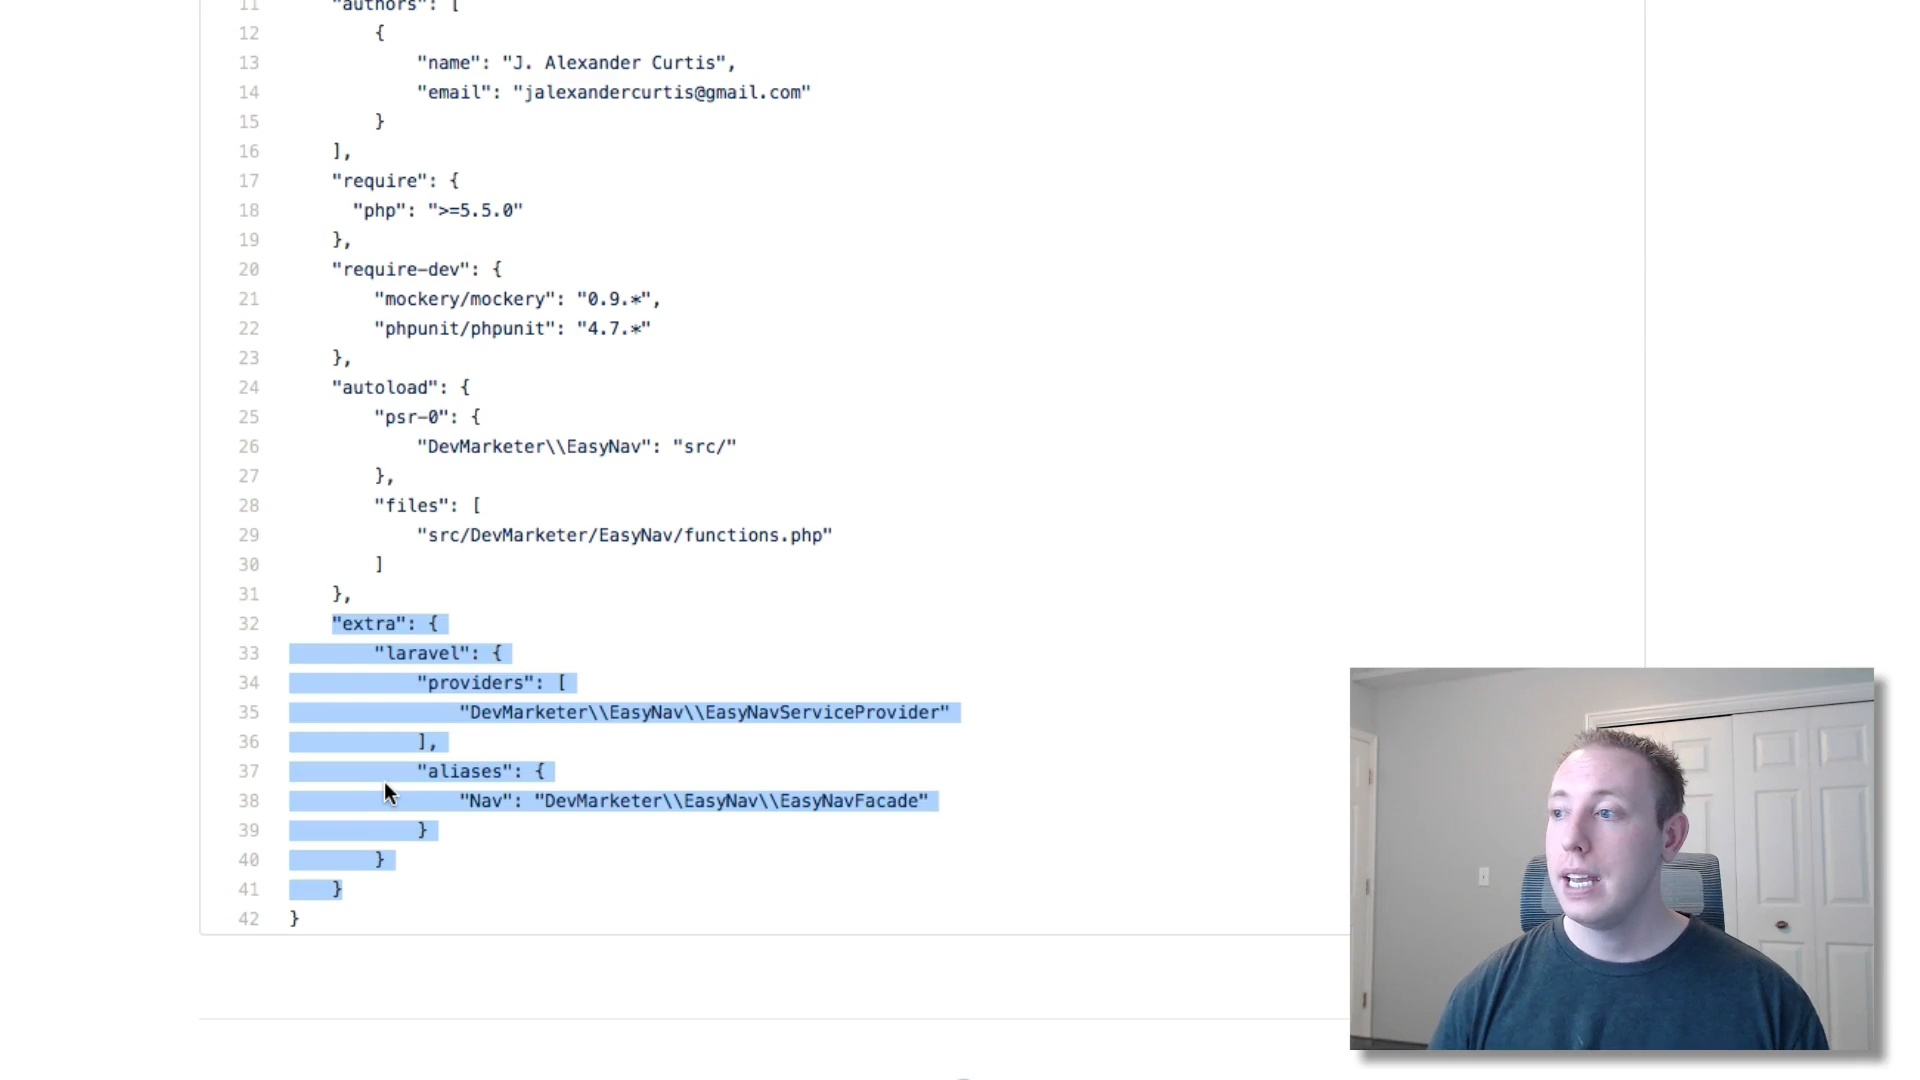 11 "authors": [
12 {
13 "name": "J. Alexander Curtis",
14 "email": "jalexandercurtis@gmail.com"
15 }
16 ],
17 "require": {
18 "php": ">=5.5.0"
19 },
20 "require-dev": {
21 "mockery/mockery": "0.9.*",
22 "phpunit/phpunit": "4.7.*"
23 },
24 "autoload": {
25 "psr-0": {
26 "DevMarketer\\EasyNav": "src/"
27 },
28 "files": [
29 "src/DevMarketer/EasyNav/functions.php"
30 ]
31 },
32 "extra": {
33 "laravel": {
34 "providers": [
35 "DevMarketer\\EasyNav\\EasyNavServiceProvider"
36 ],
37 "aliases": {
38 "Nav": "DevMarketer\\EasyNav\\EasyNavFacade"
39 }
40 }
41 }
42 }